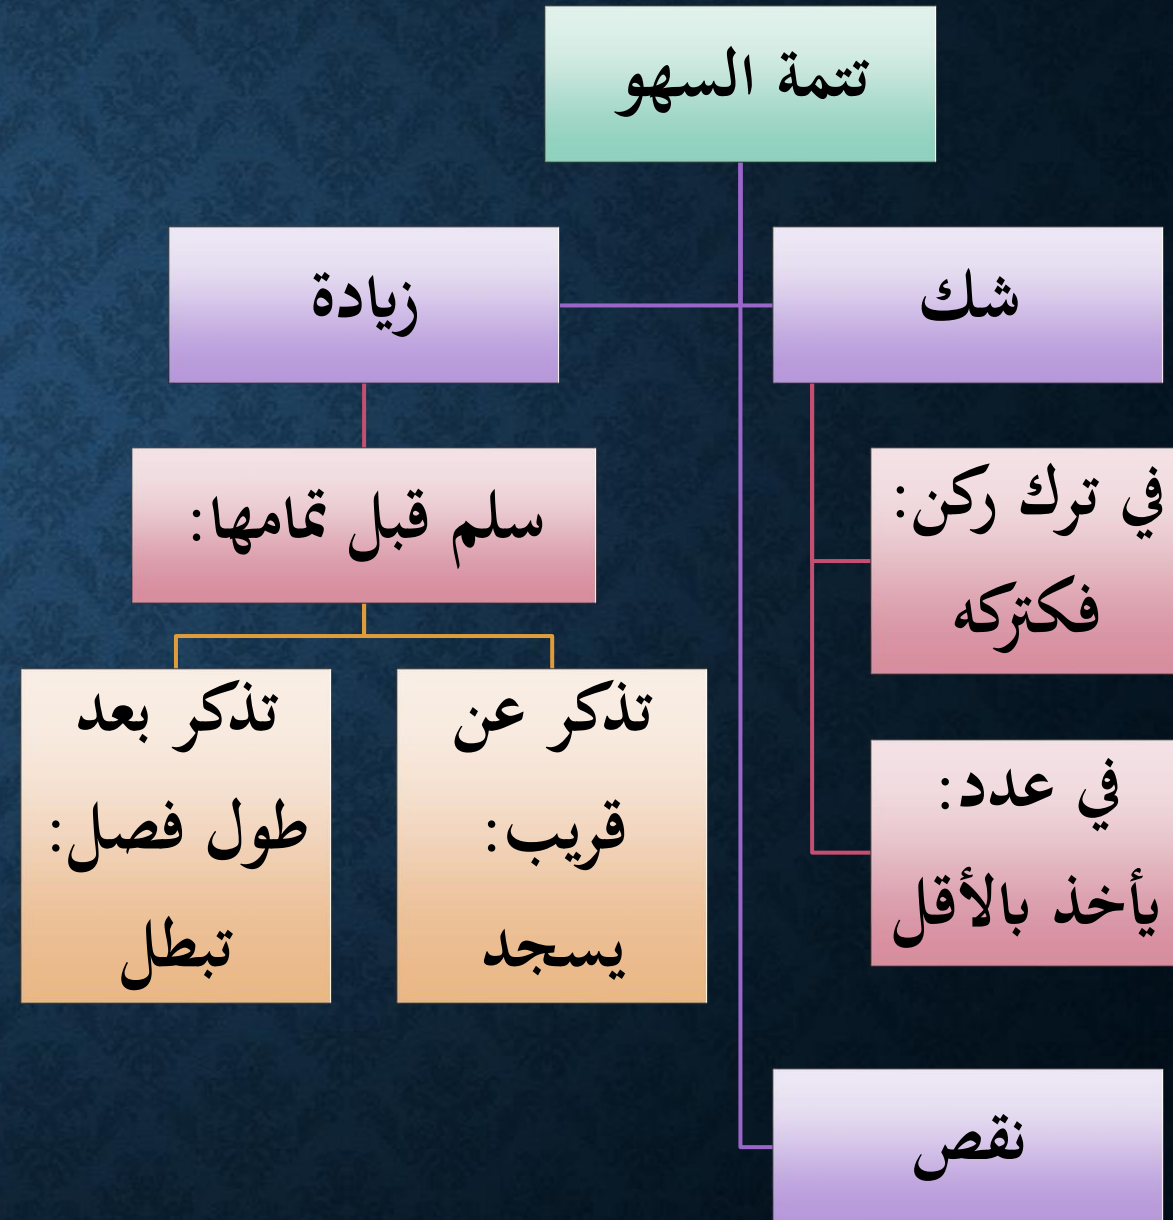 تتمة السهو
شك
في ترك ركن:
فكتركه
في عدد:
يأخذ بالأقل
زيادة
سلم قبل تمامها:
تذكر عن
قريب:
يسجد
تذكر بعد
طول فصل:
تبطل
نقص